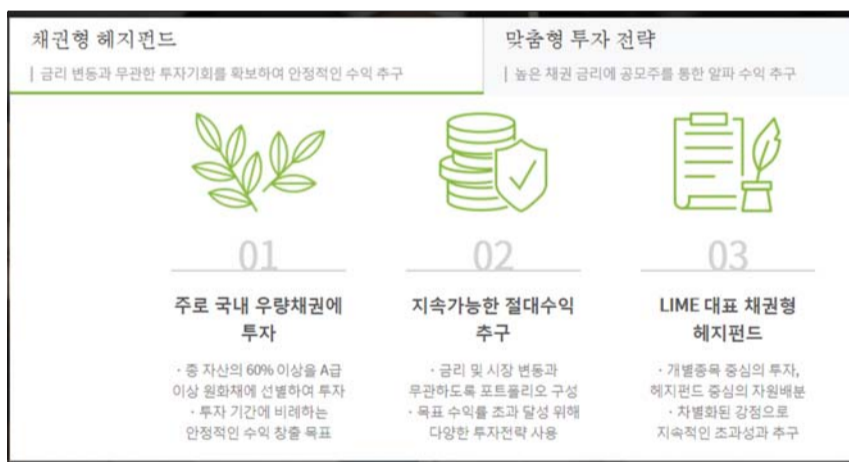 채권형 헤지펀드
맞춤형 투자 전략
| 금리 변동과 무관한 투자기회를 확보하여 안정적인 수익 추구
| 높은 채권 금리에 공모주를 통한 알파 수익 추구
01
주로 국내 우량채권에
투자
· 총 자산의 60% 이상을 A급
이상 원화채에 선별하여 투자
· 투자 기간에 비례하는
안정적인 수익 창출 목표
02
지속가능한 절대수익
추구
· 금리 및 시장 변동과
무관하도록 포트폴리오 구성
· 목표 수익률 초과 달성 위해
다양한 투자전략 사용
03
LIME 대표 채권형
헤지펀드
· 개별종목 중심의 투자,
헤지펀드 중심의 자원배분
· 차별화된 강점으로
지속적인 초과성과 추구